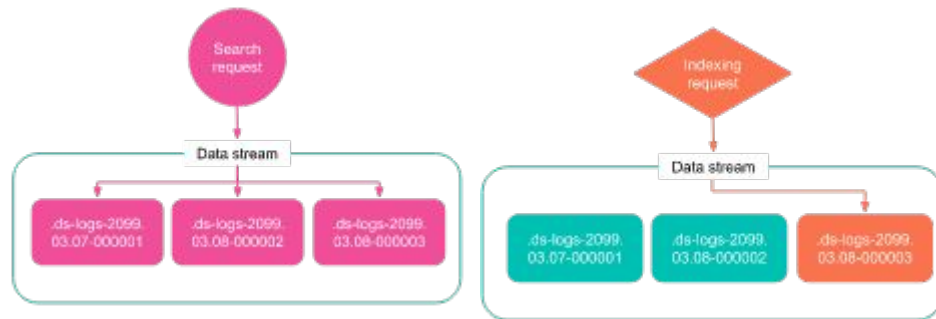 Search
request
Data stream
.ds-logs-2099.
03.07-000001
.ds-logs-2099.
03.08-000002
.ds-logs-2099.
03.08-000003
Indexing
request
Data stream
.ds-logs-2099.
03.07-000001
.ds-logs-2099.
03.08-000002
.ds-logs-2099.
03.08-000003